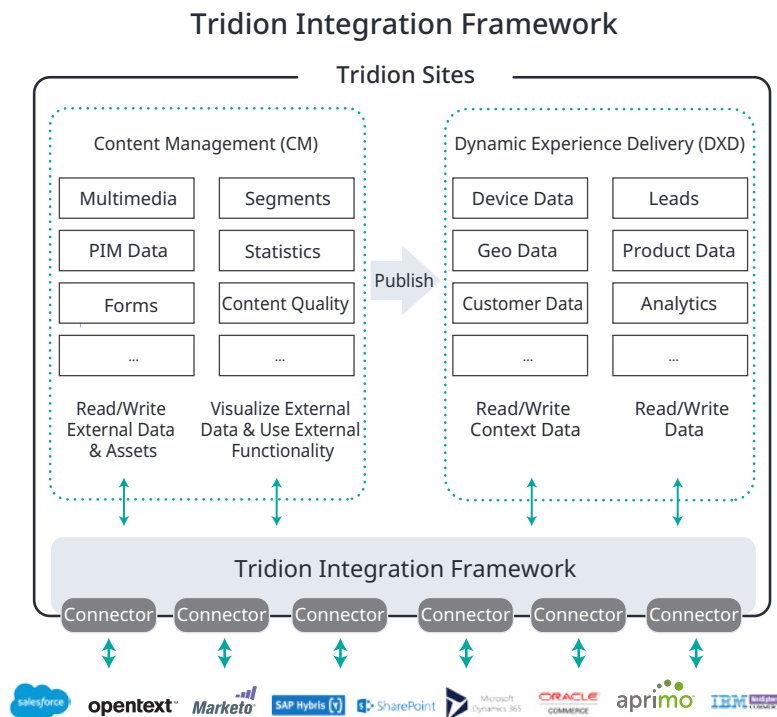 Tridion Integration Framework
Tridion Sites
Content Management (CM)
Multimedia
Segments
PIM Data
Statistics
Forms
Content Quality
...
...
Read/Write
External Data
& Assets
Visualize External
Data & Use External
Functionality
Publish
Dynamic Experience Delivery (DXD)
Device Data
Leads
Geo Data
Product Data
Customer Data
Analytics
...
...
Read/Write
Context Data
Read/Write
Data
Tridion Integration Framework
Connector
Connector
Connector
Connector
Connector
Connector
salesforce
opentext™
Marketo
SAP Hybris (y)
SharePoint
Microsoft
Dynamics 365
ORACLE
COMMERCE
aprimo
IBM